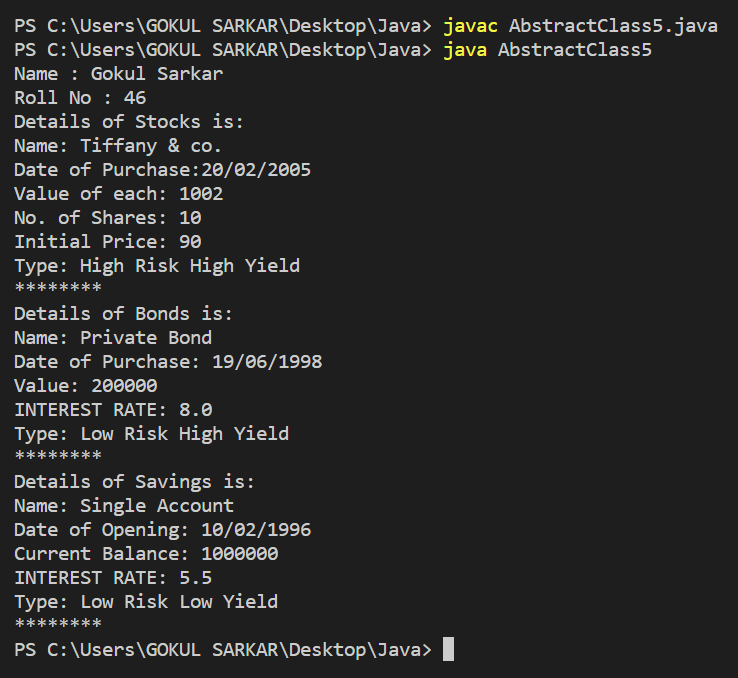 PS C:\Users\GOKUL SARKAR\Desktop\Java> javac AbstractClass5.java
PS C:\Users\GOKUL SARKAR\Desktop\Java> java AbstractClass5
Name : Gokul Sarkar
Roll No : 46
Details of Stocks is:
Name: Tiffany & co.
Date of Purchase:20/02/2005
Value of each: 1002
No. of Shares: 10
Initial Price: 90
Type: High Risk High Yield
********
Details of Bonds is:
Name: Private Bond
Date of Purchase: 19/06/1998
Value: 200000
INTEREST RATE: 8.0
Type: Low Risk High Yield
********
Details of Savings is:
Name: Single Account
Date of Opening: 10/02/1996
Current Balance: 1000000
INTEREST RATE: 5.5
Type: Low Risk Low Yield
********
PS C:\Users\GOKUL SARKAR\Desktop\Java>